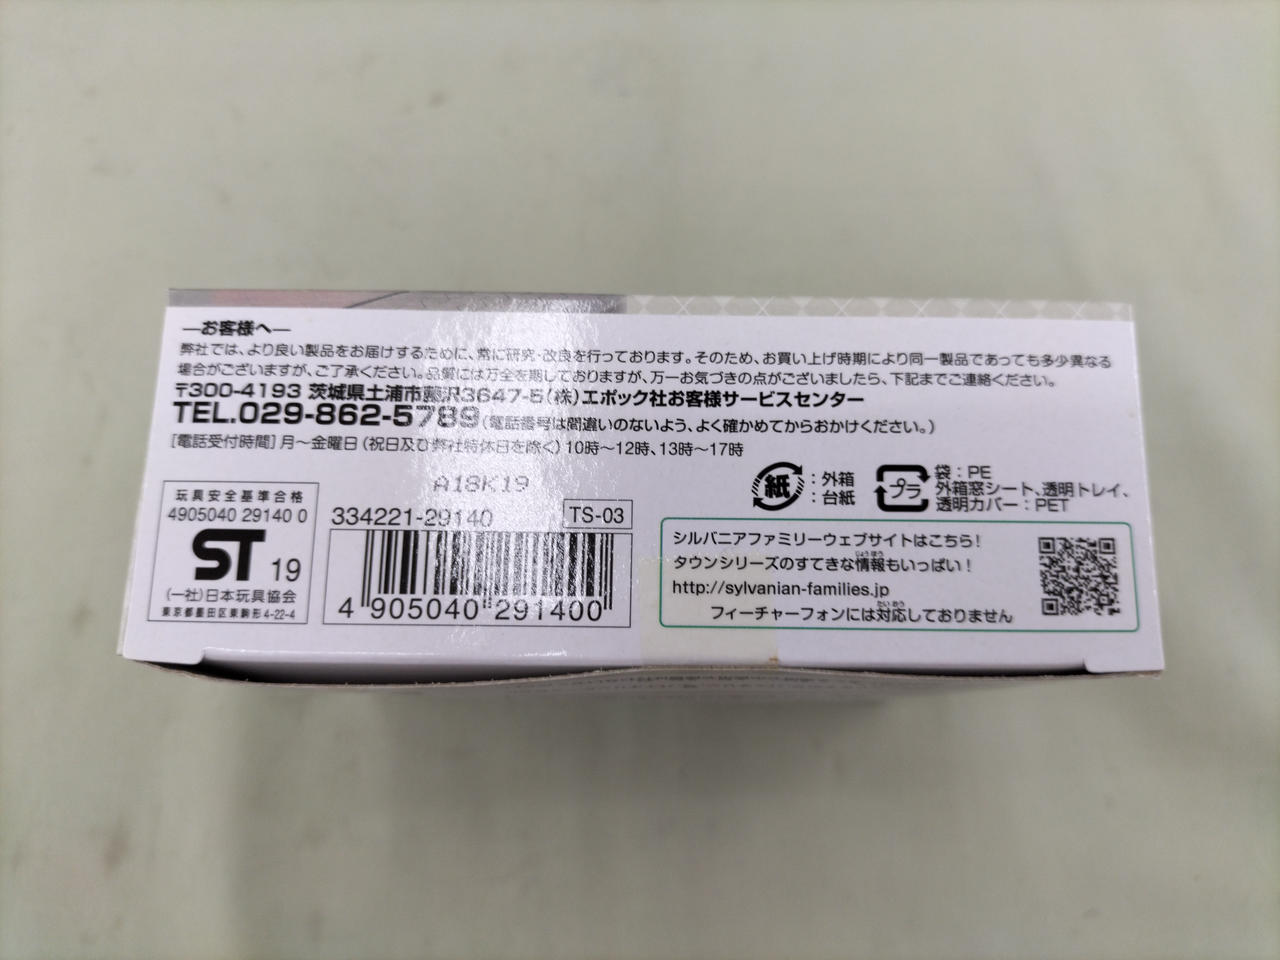 ―お客様へ―
弊社では、より良い製品をお届けするために、常に研究・改良を行っております。そのため、お買い上げ時期により同一製品であっても多少異なる
場合がございますが、ご了承ください。品質には万全を期しておりますが、万一お気づきの点がございましたら、下記までご連絡ください。
〒300-4193 茨城県土浦市藤沢3647-5(株)エポック社お客様サービスセンター
TEL.029-862-5789(電話番号は間違いのないよう、よく確かめてからおかけください。)
[電話受付時間]月〜金曜日(祝日及び弊社特休日を除く)10時〜12時、13時〜17時
A18K19
玩具安全基準合格
4905040 29140 0
ST 19
(一社)日本玩具協会
東京都墨田区東駒形4-22-4
334221-29140
TS-03
4 905040 291400
紙
:外箱
:台紙
プラ
袋:PE
外箱窓シート、透明トレイ、
透明カバー:PET
シルバニアファミリーウェブサイトはこちら!
タウンシリーズのすてきな情報もいっぱい!
http://sylvanian-families.jp
フィーチャーフォンには対応しておりません